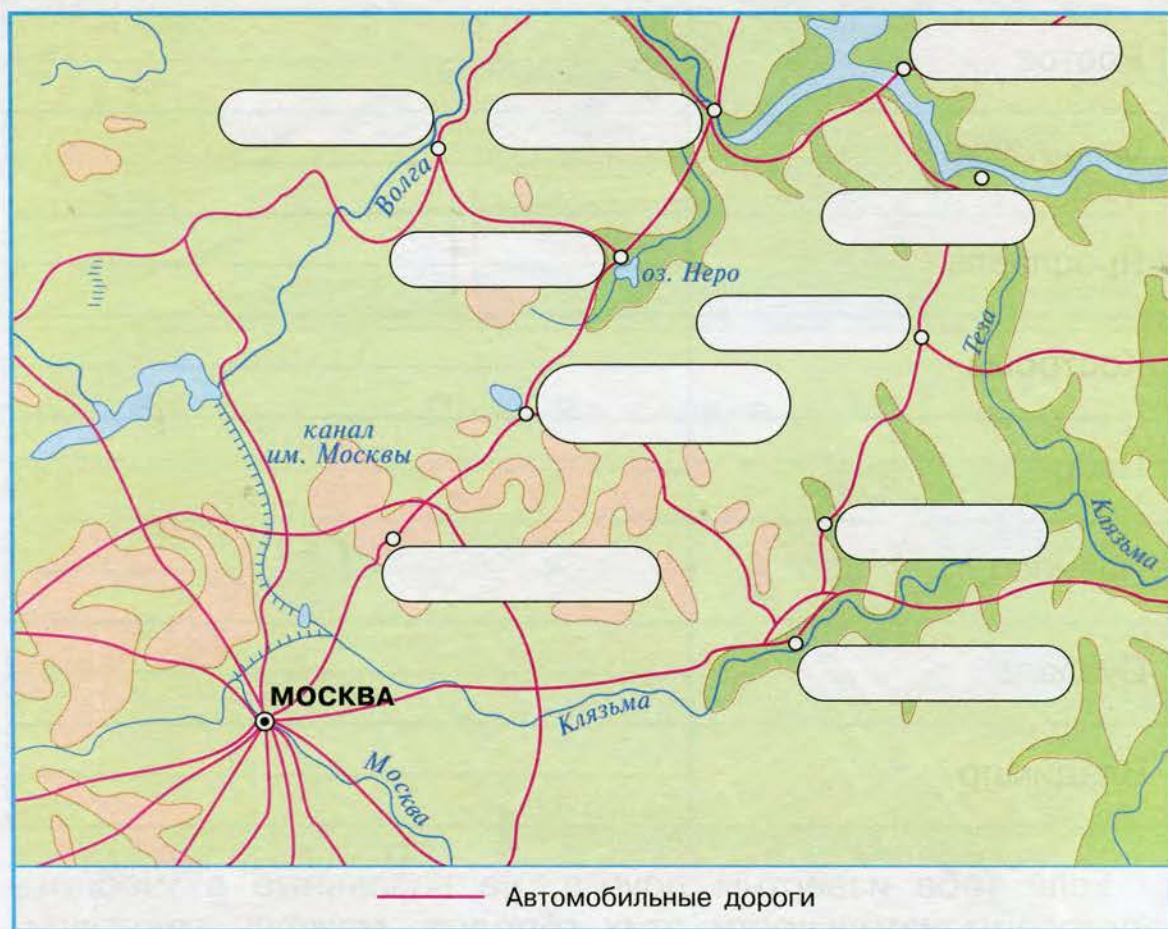 Волга
оз. Неро
Теза
канал
им. Москвы
Клязьма
МОСКВА
Клязьма
Москва
Автомобильные дороги